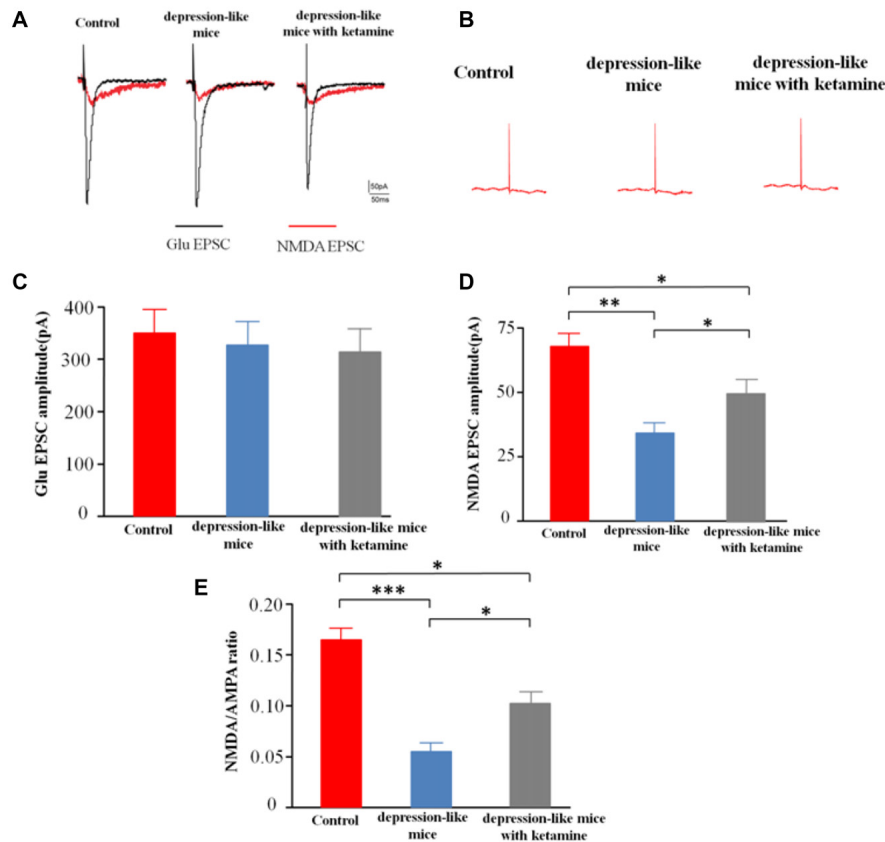 A
Control
depression-like
mice
depression-like
mice with ketamine
50pA
50ms
Glu EPSC
NMDA EPSC
B
Control
depression-like
mice
depression-like
mice with ketamine
C
Glu EPSC amplitude(pA)
400
300
200
100
0
Control
depression-like
mice
depression-like mice
with ketamine
D
NMDA EPSC amplitude(pA)
75
50
25
0
*
**
*
Control
depression-like
mice
depression-like mice
with ketamine
E
NMDA/AMPA ratio
0.20
0.15
0.10
0.05
0
*
***
*
Control
depression-like
mice
depression-like mice
with ketamine